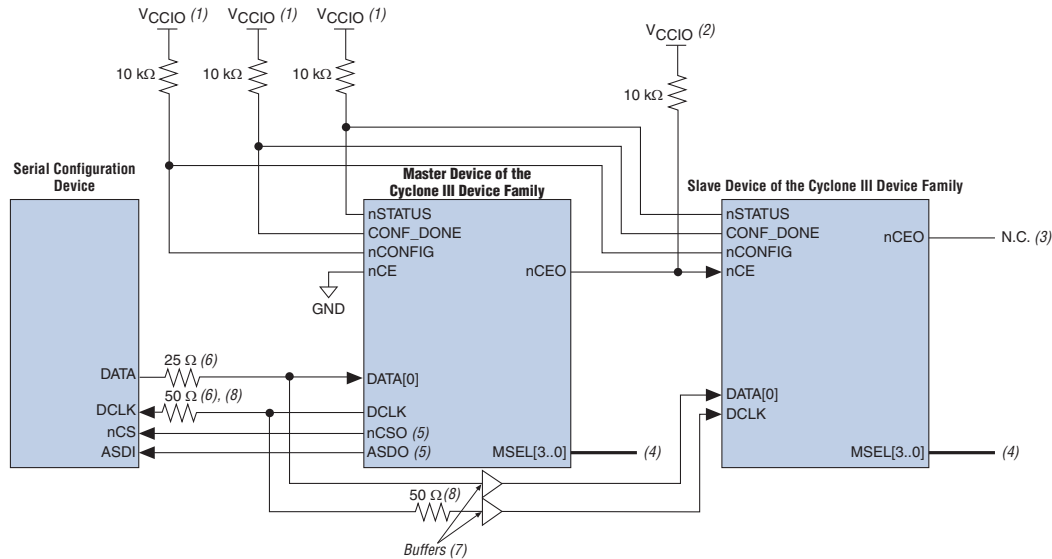 VCCIO (1)
VCCIO (1)
VCCIO (1)
VCCIO (2)
10 kΩ
10 kΩ
10 kΩ
10 kΩ
Serial Configuration
Device
Master Device of the
Cyclone III Device Family
Slave Device of the Cyclone III Device Family
nSTATUS
CONF_DONE
nCONFIG
nCE
nCEO
GND
nSTATUS
CONF_DONE
nCONFIG
nCE
nCEO
N.C. (3)
DATA
25 Ω (6)
DATA[0]
DCLK
50 Ω (6), (8)
DCLK
nCS
nCSO (5)
ASDI
ASDO (5)
MSEL[3..0]
(4)
DATA[0]
DCLK
MSEL[3..0]
(4)
50 Ω (8)
Buffers (7)